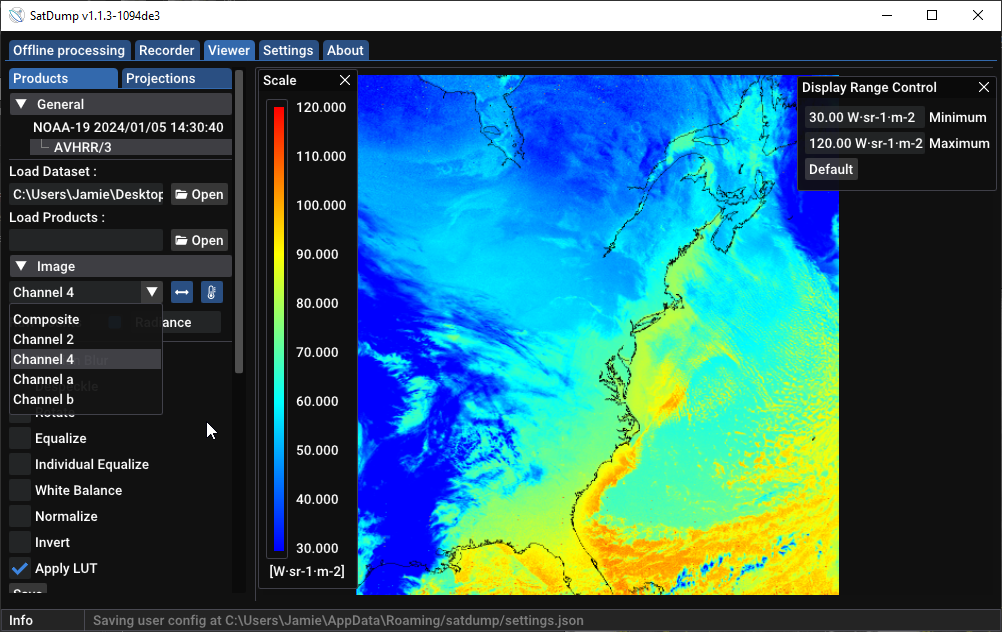 SatDump v1.1.3-1094de3
Offline processing Recorder Viewer Settings About
Products Projections
General
NOAA-19 2024/01/05 14:30:40
AVHRR/3
Load Dataset :
C:\Users\Jamie\Desktop Open
Load Products :
Open
Image
Channel 4
Composite
Channel 2
Channel 4
Channel a
Channel b
Radiance
Blur
Despeckle
Rotate
Equalize
Individual Equalize
White Balance
Normalize
Invert
Apply LUT
Save
Scale
120.000
110.000
100.000
90.000
80.000
70.000
60.000
50.000
40.000
30.000
[W·sr-1·m-2]
Display Range Control
30.00 W·sr-1·m-2 Minimum
120.00 W·sr-1·m-2 Maximum
Default
Info Saving user config at C:\Users\Jamie\AppData\Roaming/satdump/settings.json